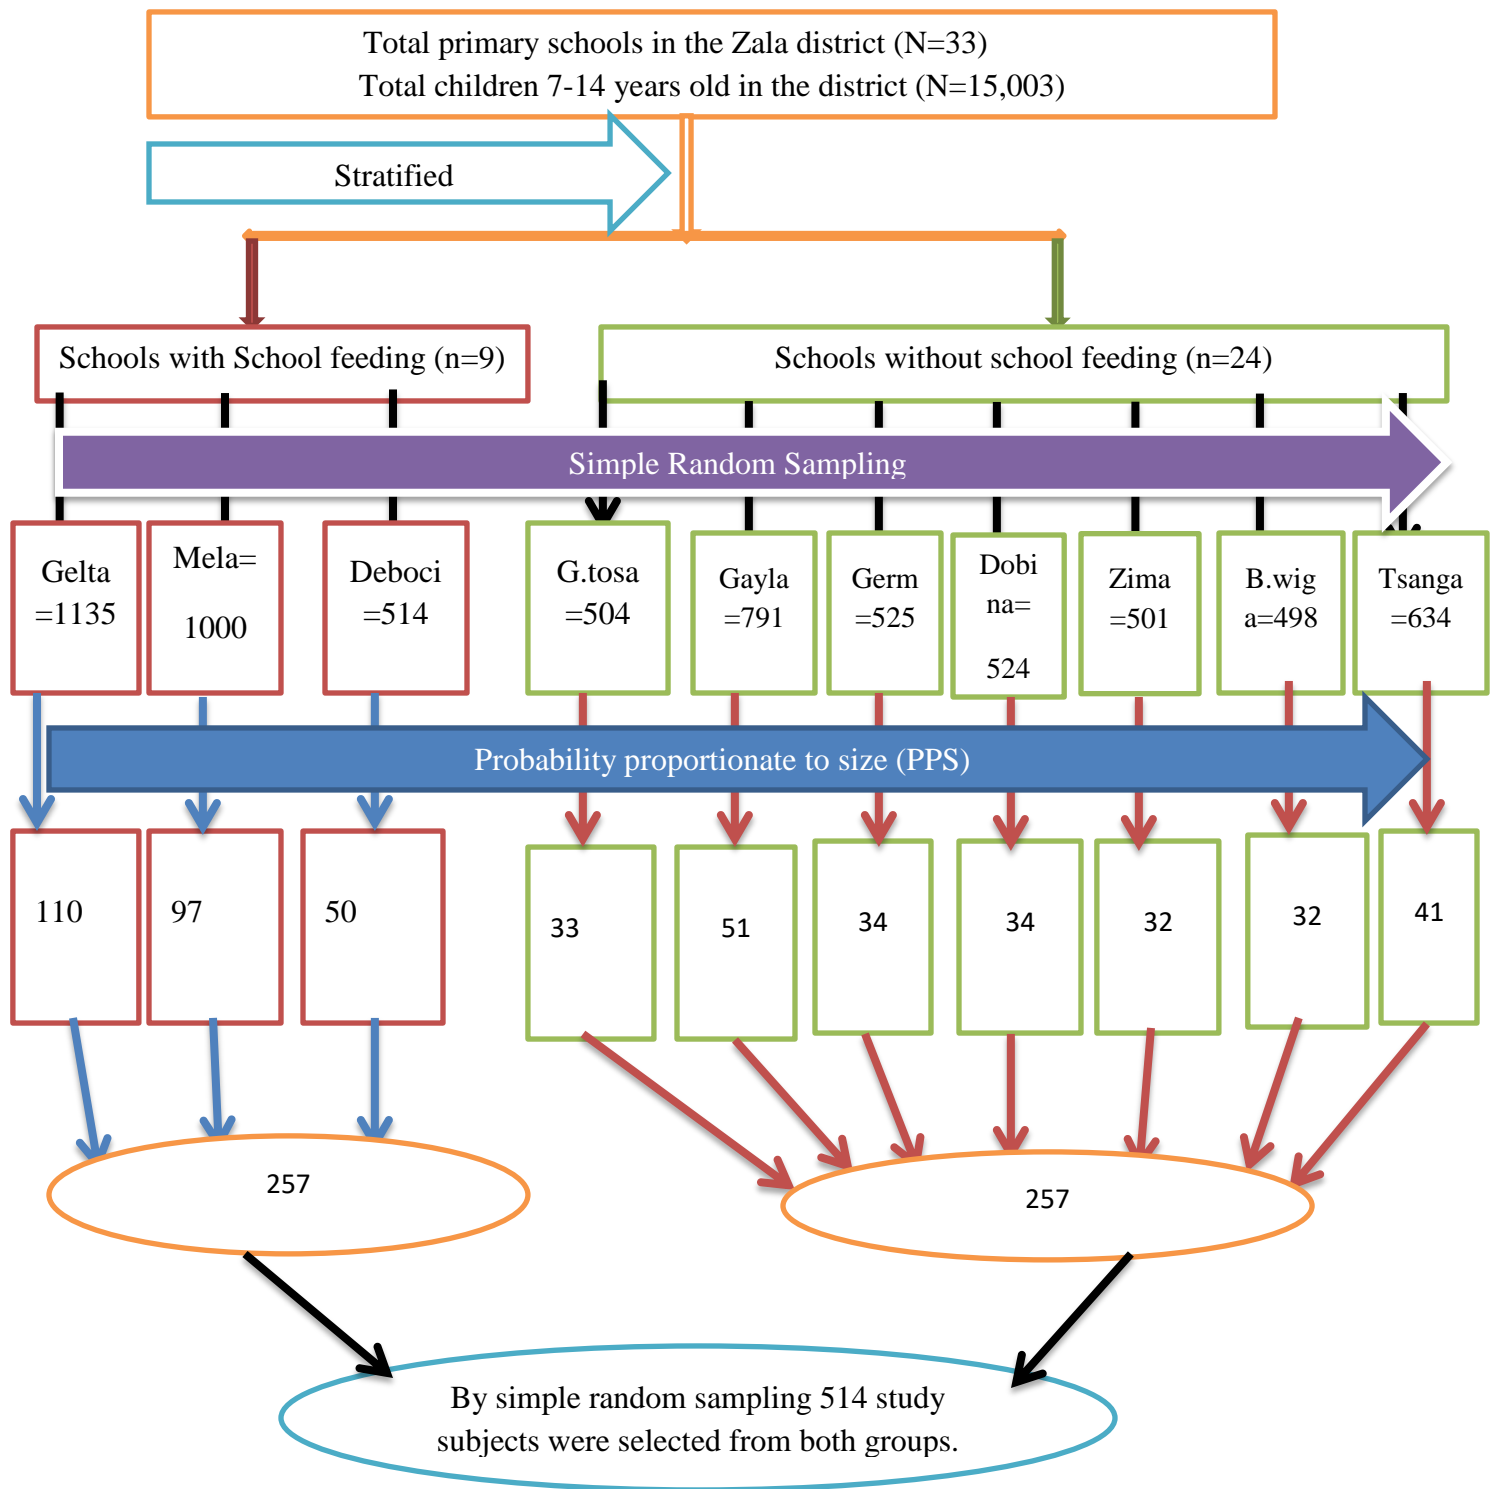 Total primary schools in the Zala district (N=33)
Total children 7-14 years old in the district (N=15,003)
Stratified
Schools with School feeding (n=9)
Schools without school feeding (n=24)
Simple Random Sampling
Gelta
=1135
Mela=
1000
Deboci
=514
G.tosa
=504
Gayla
=791
Germ
=525
Dobi
na=
524
Zima
=501
B.wig
a=498
Tsanga
=634
Probability proportionate to size (PPS)
110
97
50
33
51
34
34
32
32
41
257
257
By simple random sampling 514 study
subjects were selected from both groups.